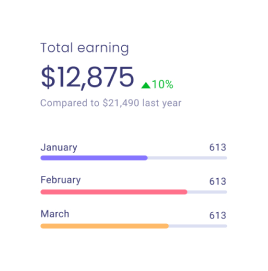 Total earning
$12,875 10%
Compared to $21,490 last year
January 613
February 613
March 613